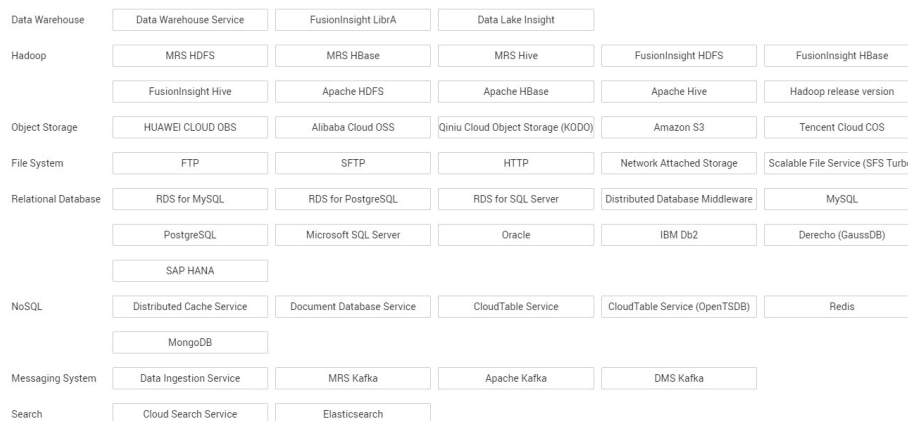 Data Warehouse Data Warehouse Service FusionInsight LibrA Data Lake Insight
Hadoop MRS HDFS MRS HBase MRS Hive FusionInsight HDFS FusionInsight HBase
FusionInsight Hive Apache HDFS Apache HBase Apache Hive Hadoop release version
Object Storage HUAWEI CLOUD OBS Alibaba Cloud OSS Qiniu Cloud Object Storage (KODO) Amazon S3 Tencent Cloud COS
File System FTP SFTP HTTP Network Attached Storage Scalable File Service (SFS Turbo
Relational Database RDS for MySQL RDS for PostgreSQL RDS for SQL Server Distributed Database Middleware MySQL
PostgreSQL Microsoft SQL Server Oracle IBM Db2 Derecho (GaussDB)
SAP HANA
NoSQL Distributed Cache Service Document Database Service CloudTable Service CloudTable Service (OpenTSDB) Redis
MongoDB
Messaging System Data Ingestion Service MRS Kafka Apache Kafka DMS Kafka
Search Cloud Search Service Elasticsearch